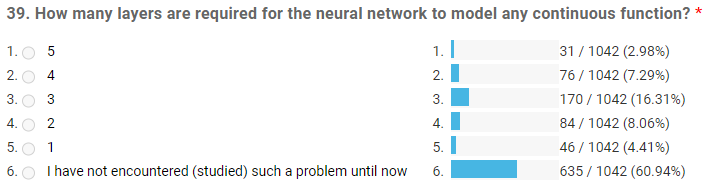 39. How many layers are required for the neural network to model any continuous function? *
1. 5 1. 31 / 1042 (2.98%)
2. 4 2. 76 / 1042 (7.29%)
3. 3 3. 170 / 1042 (16.31%)
4. 2 4. 84 / 1042 (8.06%)
5. 1 5. 46 / 1042 (4.41%)
6. I have not encountered (studied) such a problem until now 6. 635 / 1042 (60.94%)